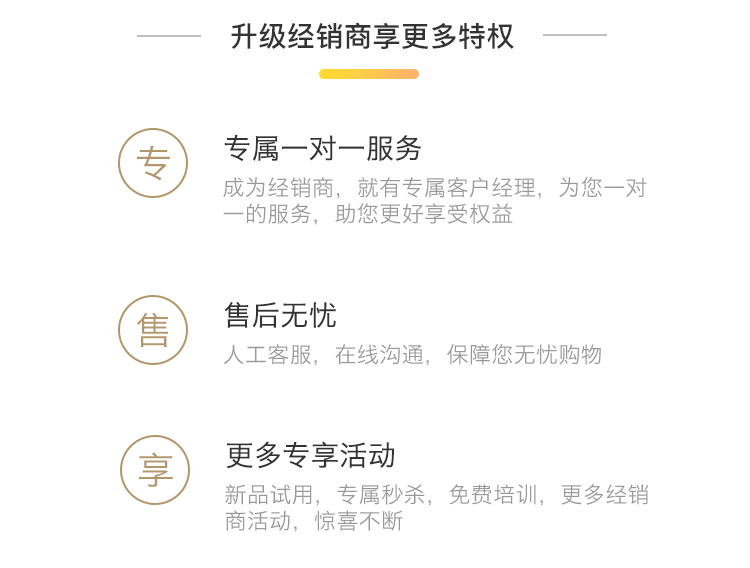 升级经销商享更多特权
专
专属一对一服务
成为经销商，就有专属客户经理，为您一对
一的服务，助您更好享受权益
售
售后无忧
人工客服，在线沟通，保障您无忧购物
享
更多专享活动
新品试用，专属秒杀，免费培训，更多经销
商活动，惊喜不断